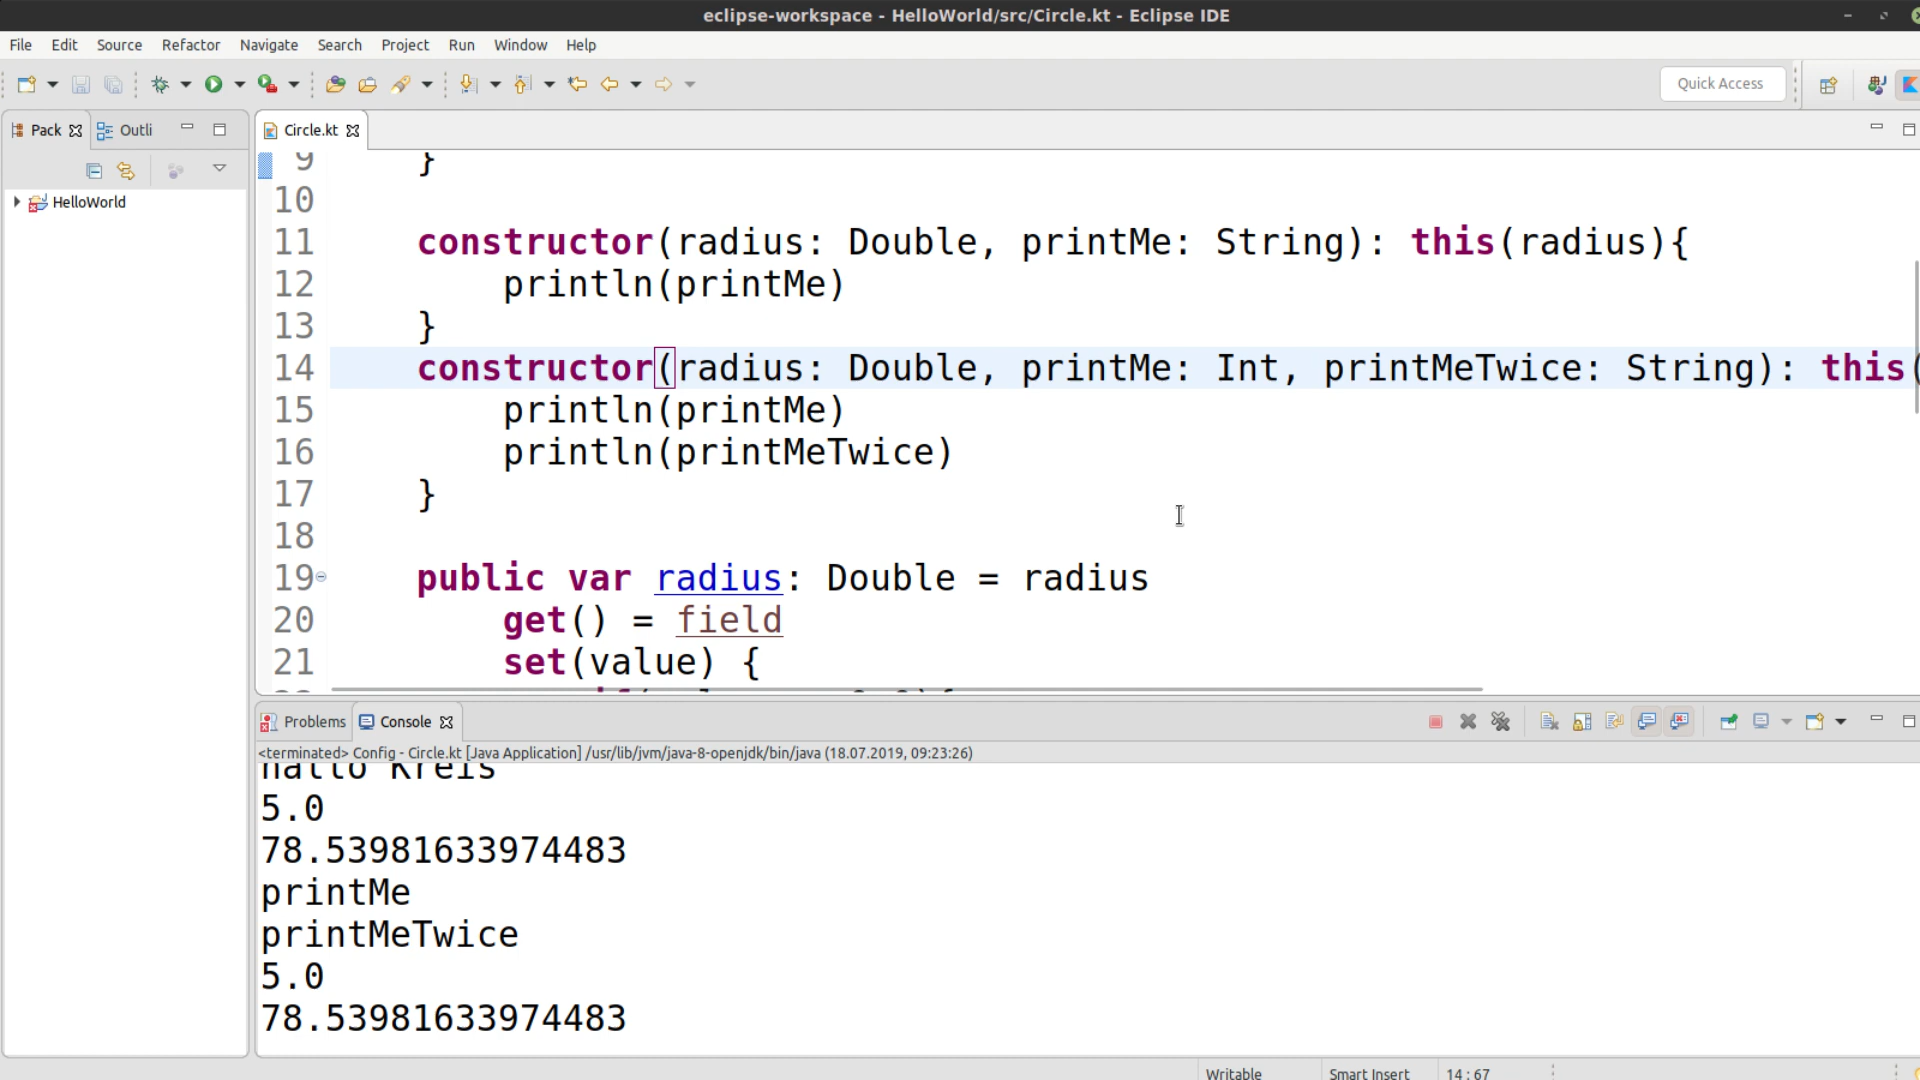 eclipse-workspace - HelloWorld/src/Circle.kt - Eclipse IDE
File Edit Source Refactor Navigate Search Project Run Window Help
Quick Access
Pack Outli
Circle.kt
HelloWorld
9 }
10
11 constructor(radius: Double, printMe: String): this(radius){
12 println(printMe)
13 }
14 constructor(radius: Double, printMe: Int, printMeTwice: String): this(
15 println(printMe)
16 println(printMeTwice)
17 }
18
19 public var radius: Double = radius
20 get() = field
21 set(value) {
Problems Console
<terminated> Config - Circle.kt [Java Application] /usr/lib/jvm/java-8-openjdk/bin/java (18.07.2019, 09:23:26)
Kreis
5.0
78.53981633974483
printMe
printMeTwice
5.0
78.53981633974483
Writable Smart Insert 14 : 67